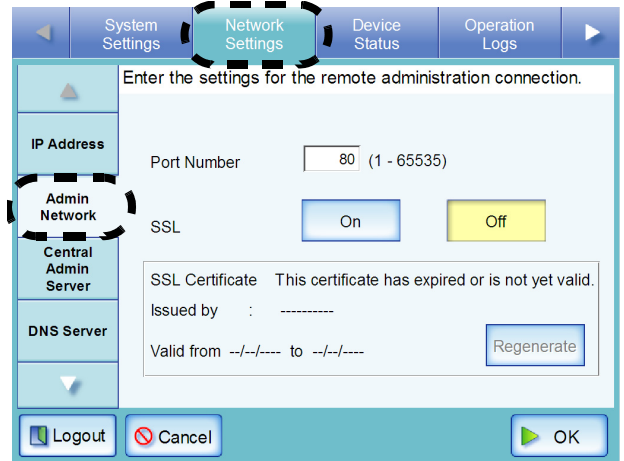 System Settings
Network Settings
Device Status
Operation Logs
Enter the settings for the remote administration connection.
IP Address
Admin Network
Central Admin Server
DNS Server
Port Number 80 (1 - 65535)
SSL On Off
SSL Certificate This certificate has expired or is not yet valid.
Issued by : ----------
Valid from --/--/---- to --/--/----
Regenerate
Logout
Cancel
OK